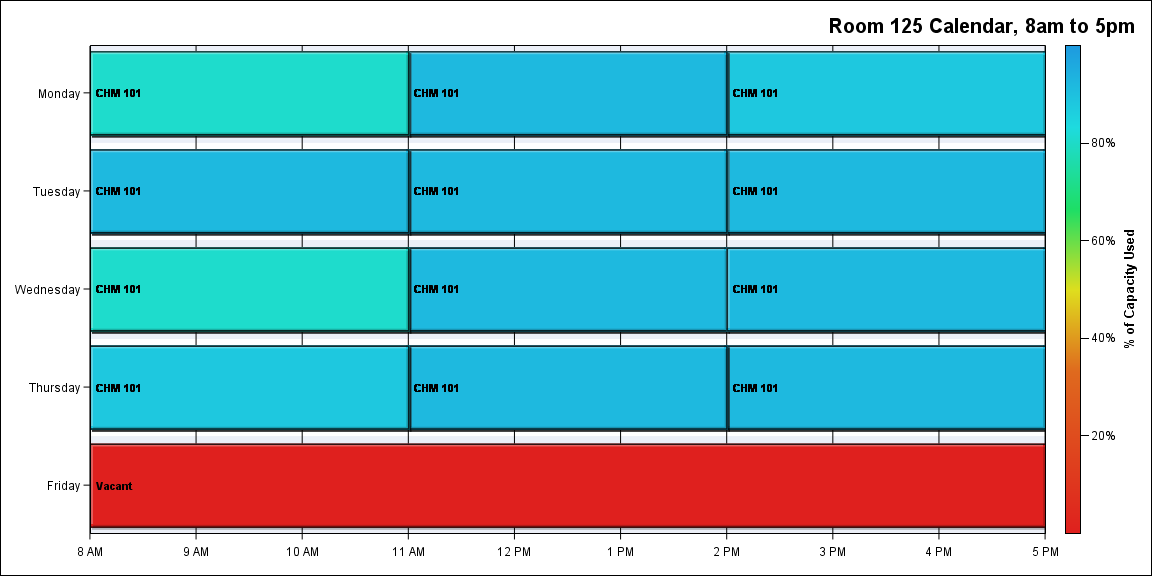 Room 125 Calendar, 8am to 5pm
Monday
CHM 101
CHM 101
CHM 101
80%
Tuesday
CHM 101
CHM 101
CHM 101
60%
Wednesday
CHM 101
CHM 101
CHM 101
% of Capacity Used
40%
Thursday
CHM 101
CHM 101
CHM 101
20%
Friday
Vacant
8 AM
9 AM
10 AM
11 AM
12 PM
1 PM
2 PM
3 PM
4 PM
5 PM